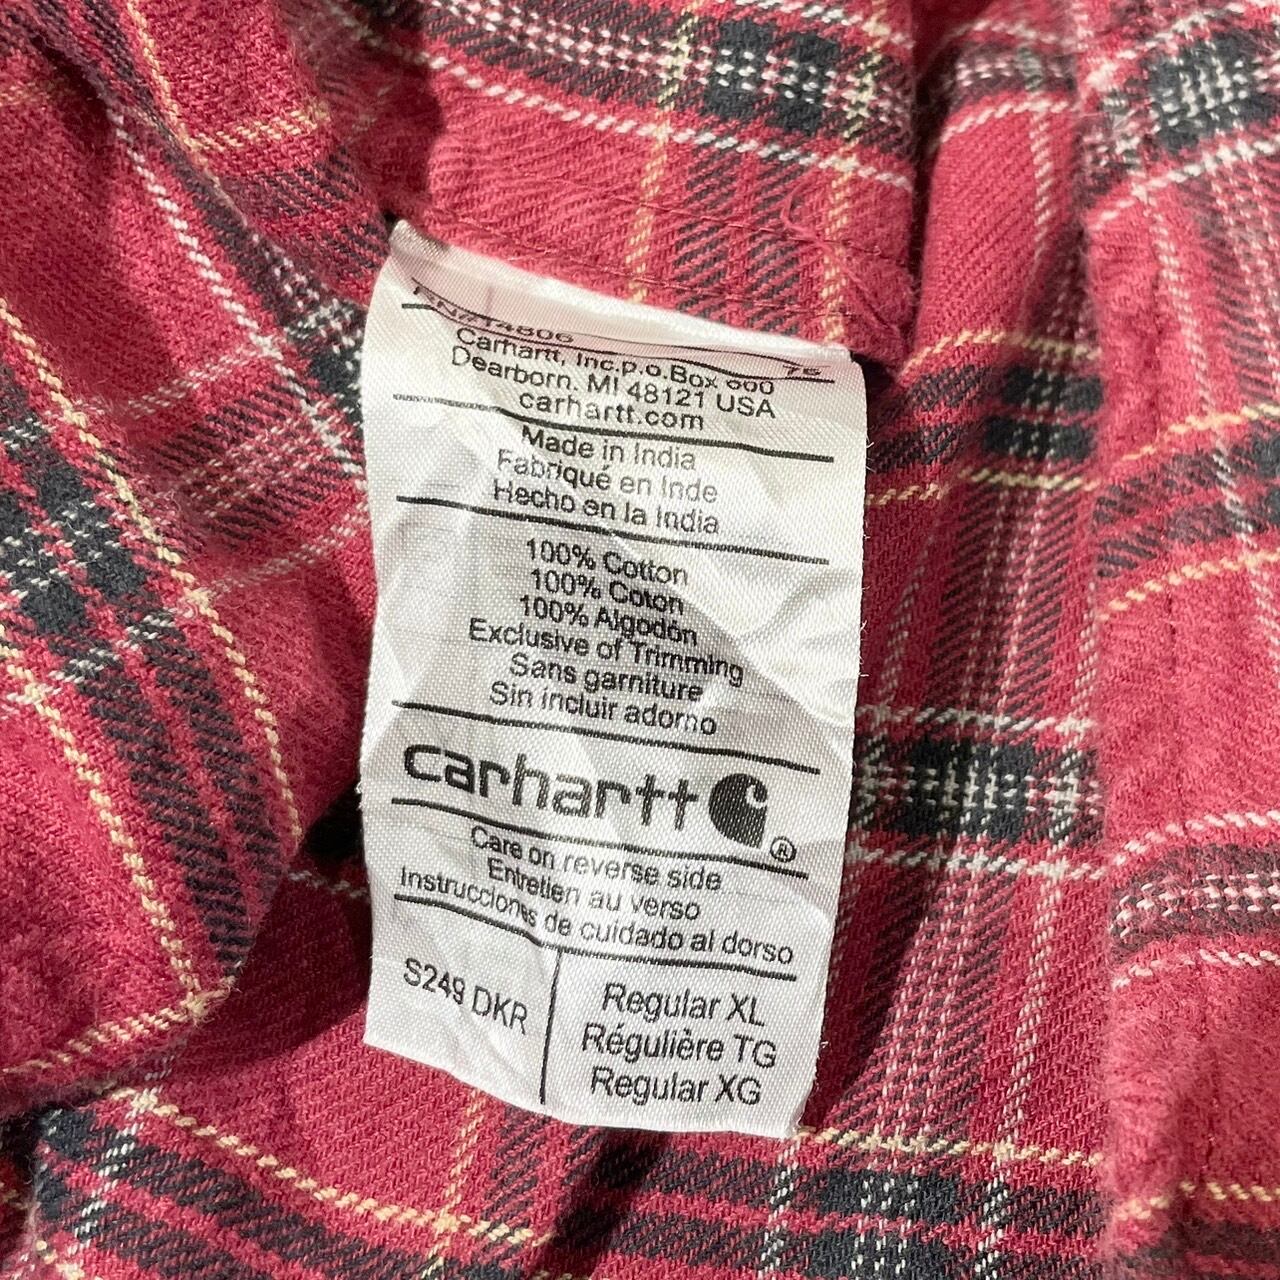 RN#14806 75
Carhartt, Inc.p.o.Box 600
Dearborn. MI 48121 USA
carhartt.com
Made in India
Fabriqué en Inde
Hecho en la India
100% Cotton
100% Coton
100% Algodón
Exclusive of Trimming
Sans garniture
Sin incluir adorno
carhartt ®
Care on reverse side
Entretien au verso
Instrucciones de cuidado al dorso
S249 DKR
Regular XL
Régulière TG
Regular XG